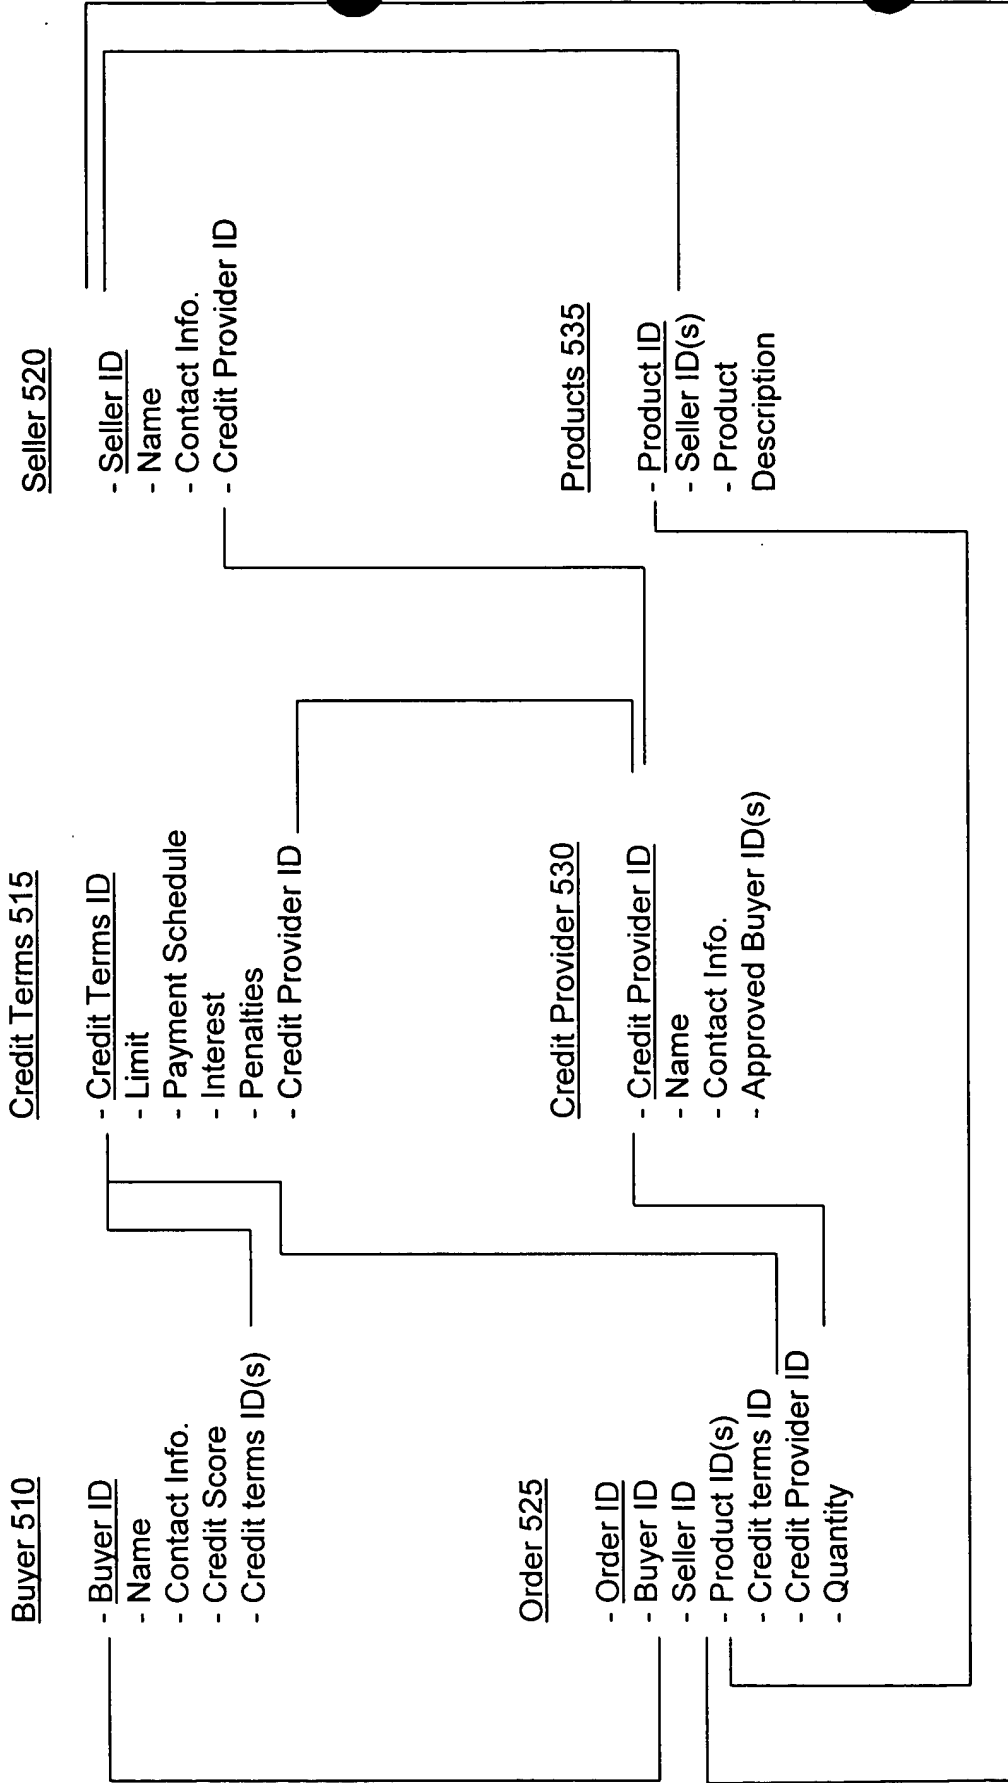 Buyer 510
- Buyer ID
- Name
- Contact Info.
- Credit Score
- Credit terms ID(s)
Credit Terms 515
- Credit Terms ID
- Limit
- Payment Schedule
- Interest
- Penalties
- Credit Provider ID
Seller 520
- Seller ID
- Name
- Contact Info.
- Credit Provider ID
Order 525
- Order ID
- Buyer ID
- Seller ID
- Product ID(s)
- Credit terms ID
- Credit Provider ID
- Quantity
Credit Provider 530
- Credit Provider ID
- Name
- Contact Info.
- Approved Buyer ID(s)
Products 535
- Product ID
- Seller ID(s)
- Product
Description